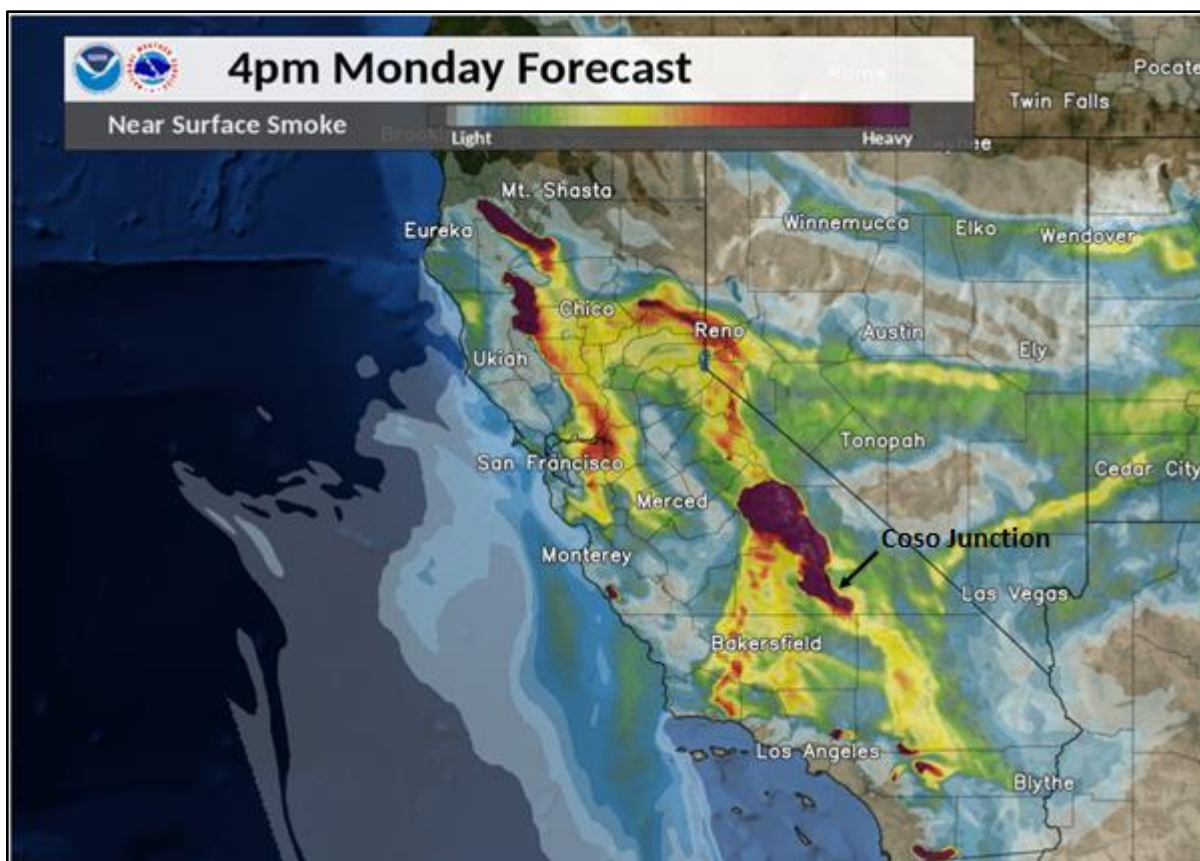 4pm Monday Forecast
Near Surface Smoke
Light
Heavy
Pocate
Twin Falls
Mt. Shasta
Eureka
Winnemucca
Elko
Wendover
Chico
Reno
Austin
Ukiah
Ely
Tonopah
San Francisco
Cedar City
Merced
Coso Junction
Monterey
Las Vegas
Bakersfield
Los Angeles
Blythe